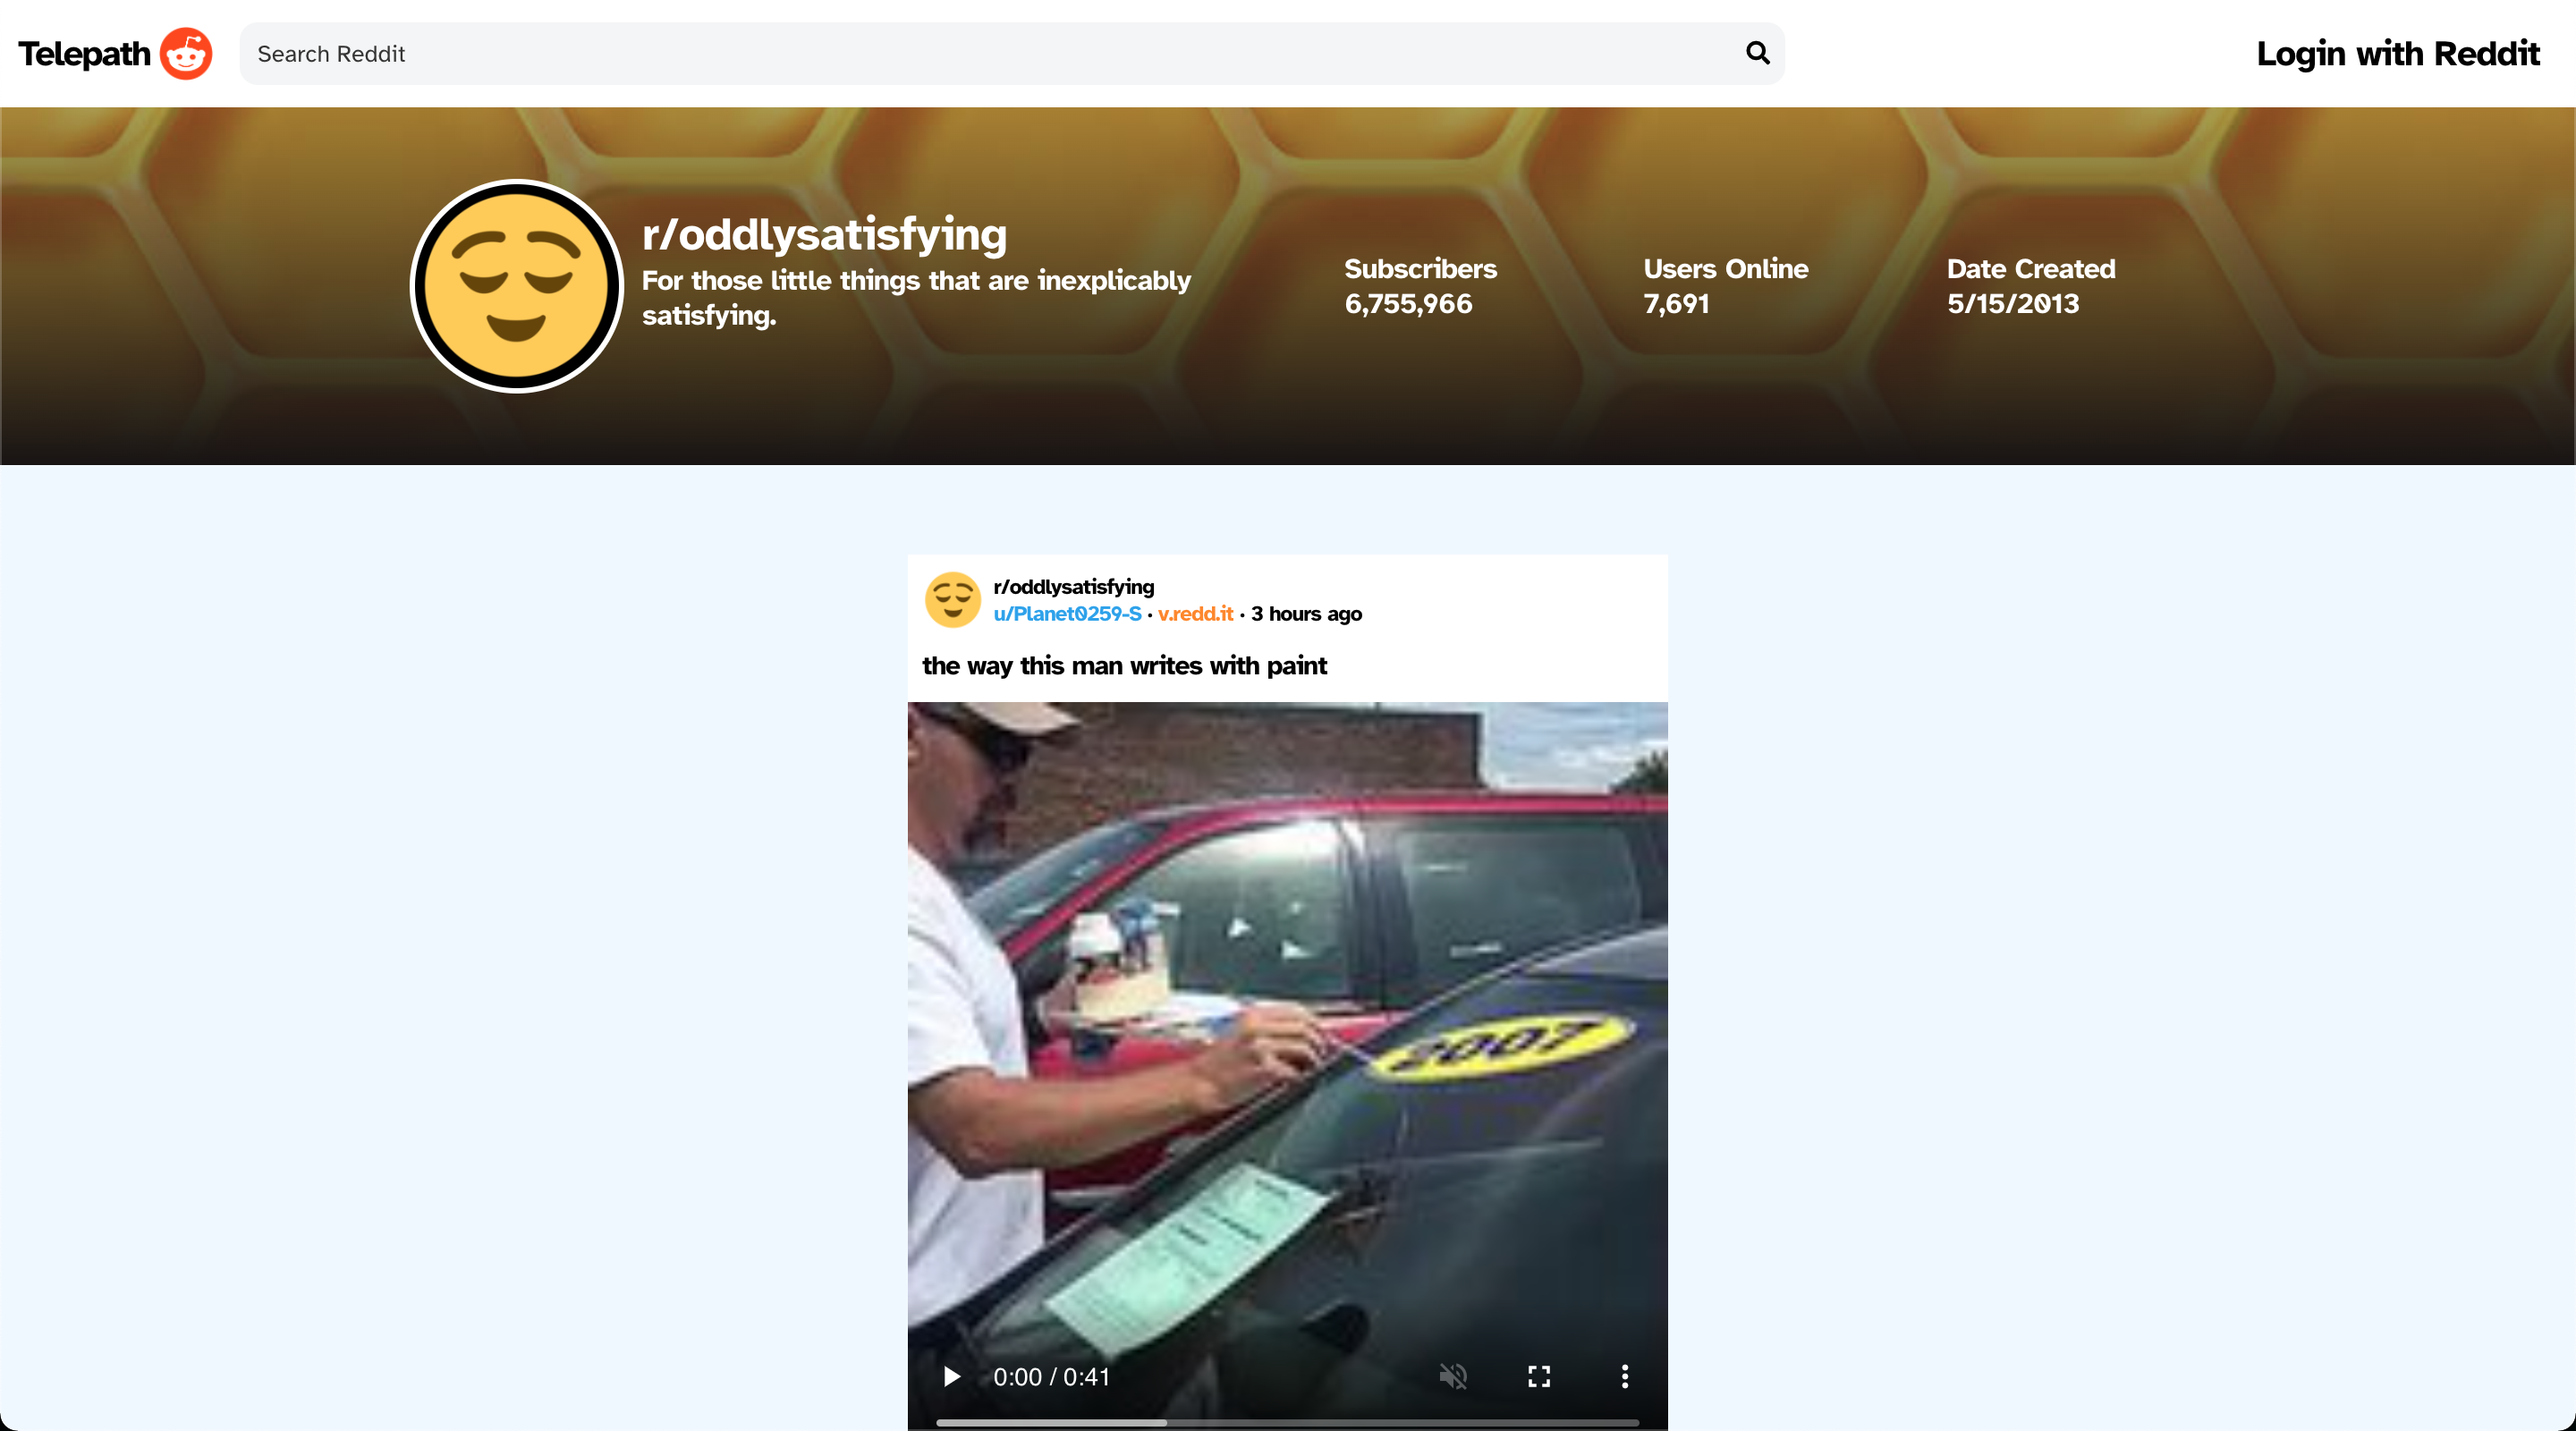 Telepath
Search Reddit
Login with Reddit
r/oddlysatisfying
For those little things that are inexplicably
satisfying.
Subscribers
6,755,966
Users Online
7,691
Date Created
5/15/2013
r/oddlysatisfying
u/Planet0259-S · v.redd.it · 3 hours ago
the way this man writes with paint
2007
0:00 / 0:41